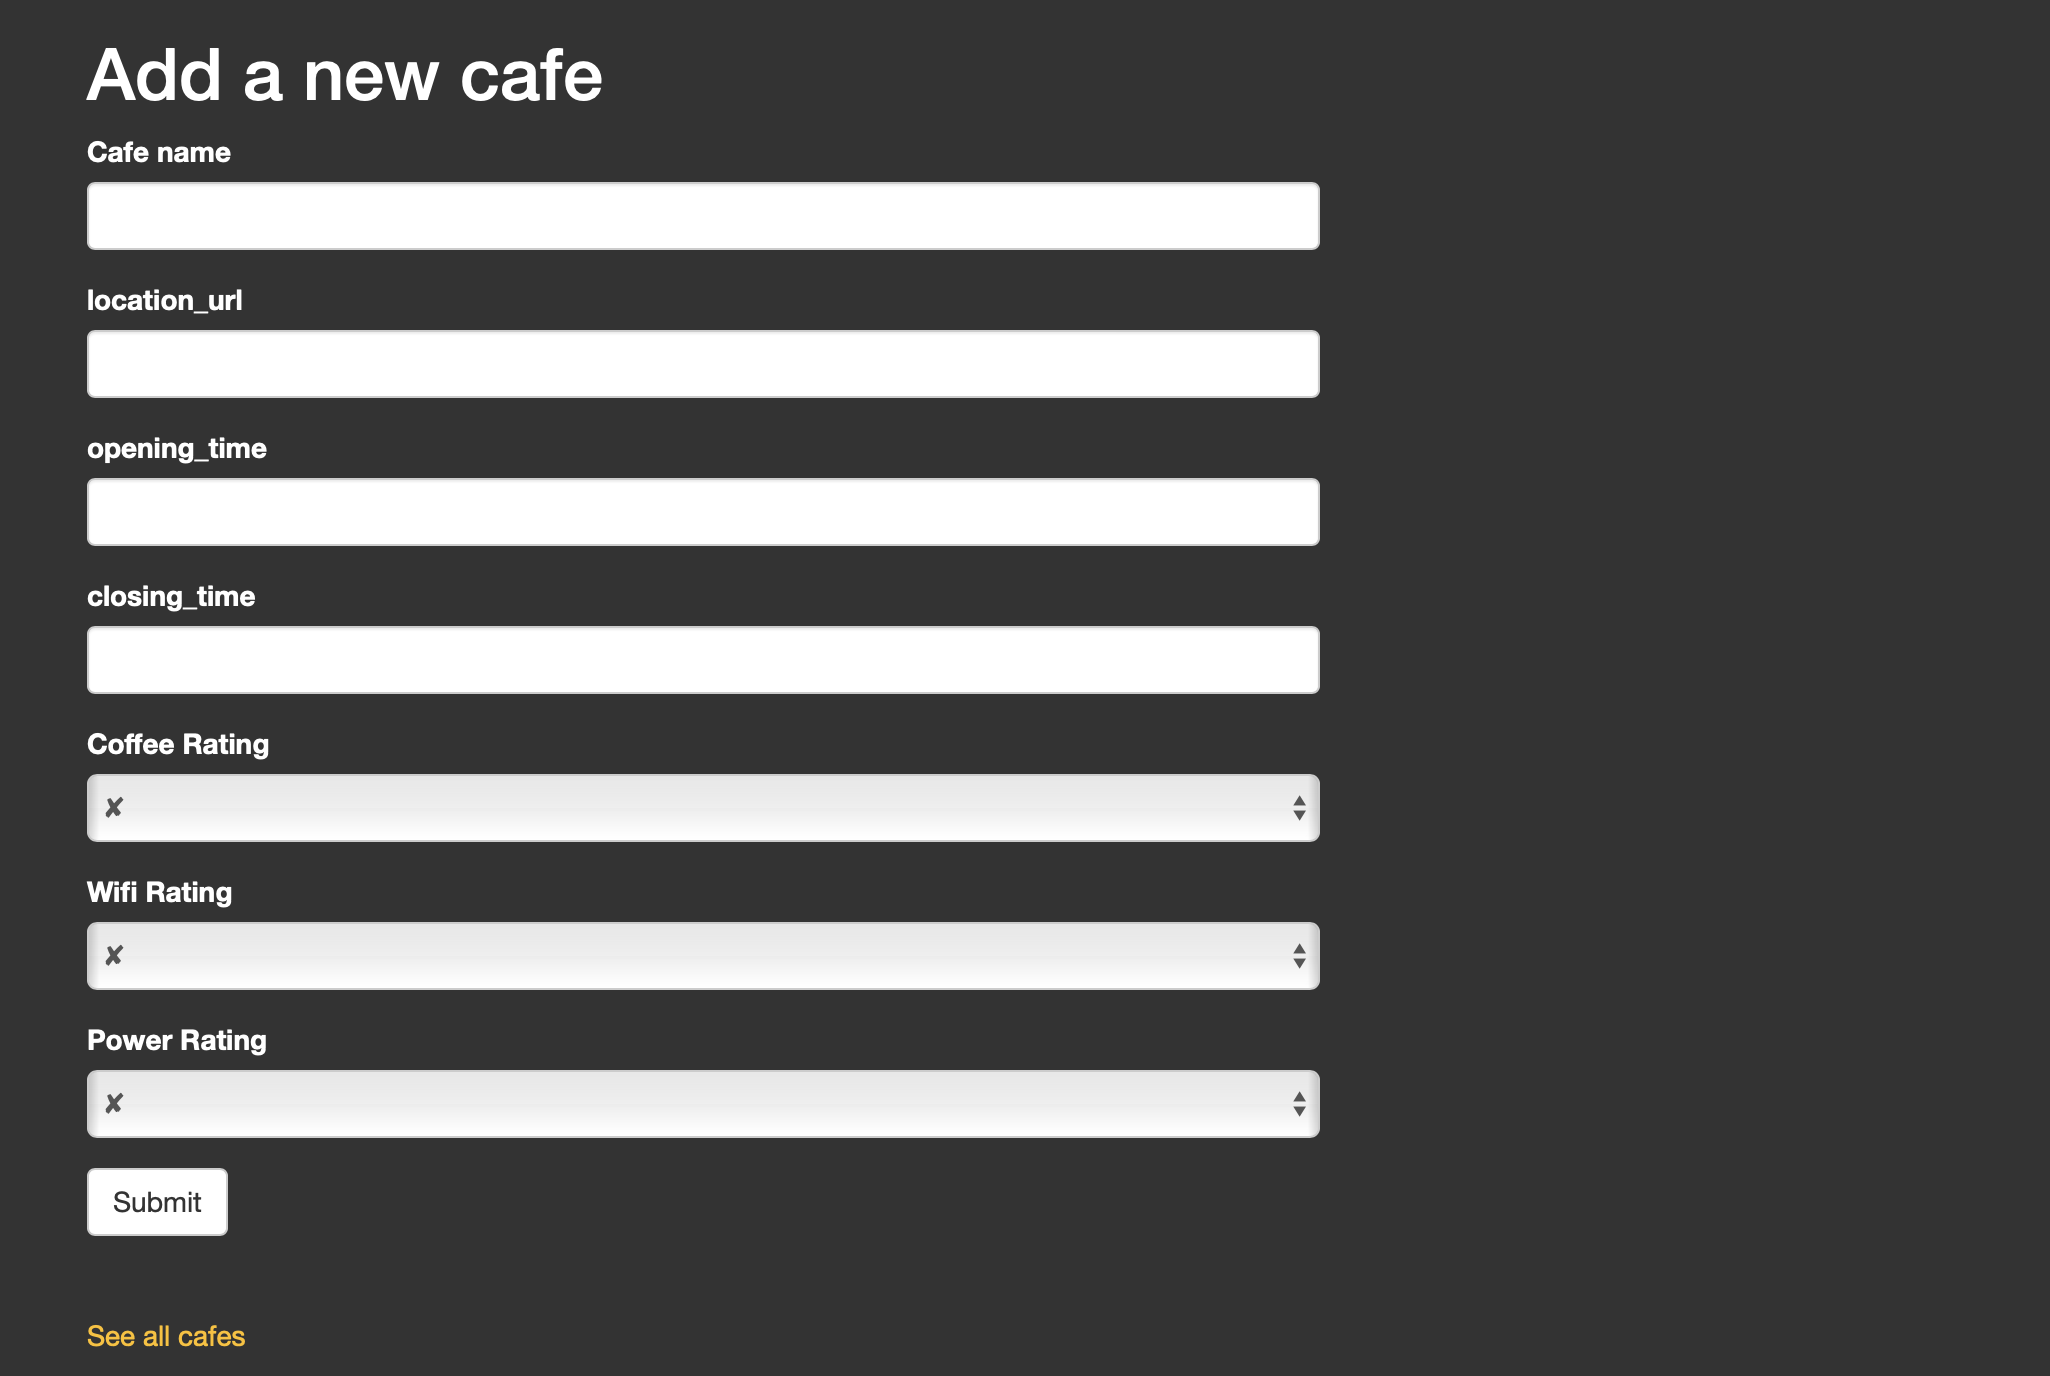 Add a new cafe
Cafe name
location_url
opening_time
closing_time
Coffee Rating
✘
Wifi Rating
✘
Power Rating
✘
Submit
See all cafes